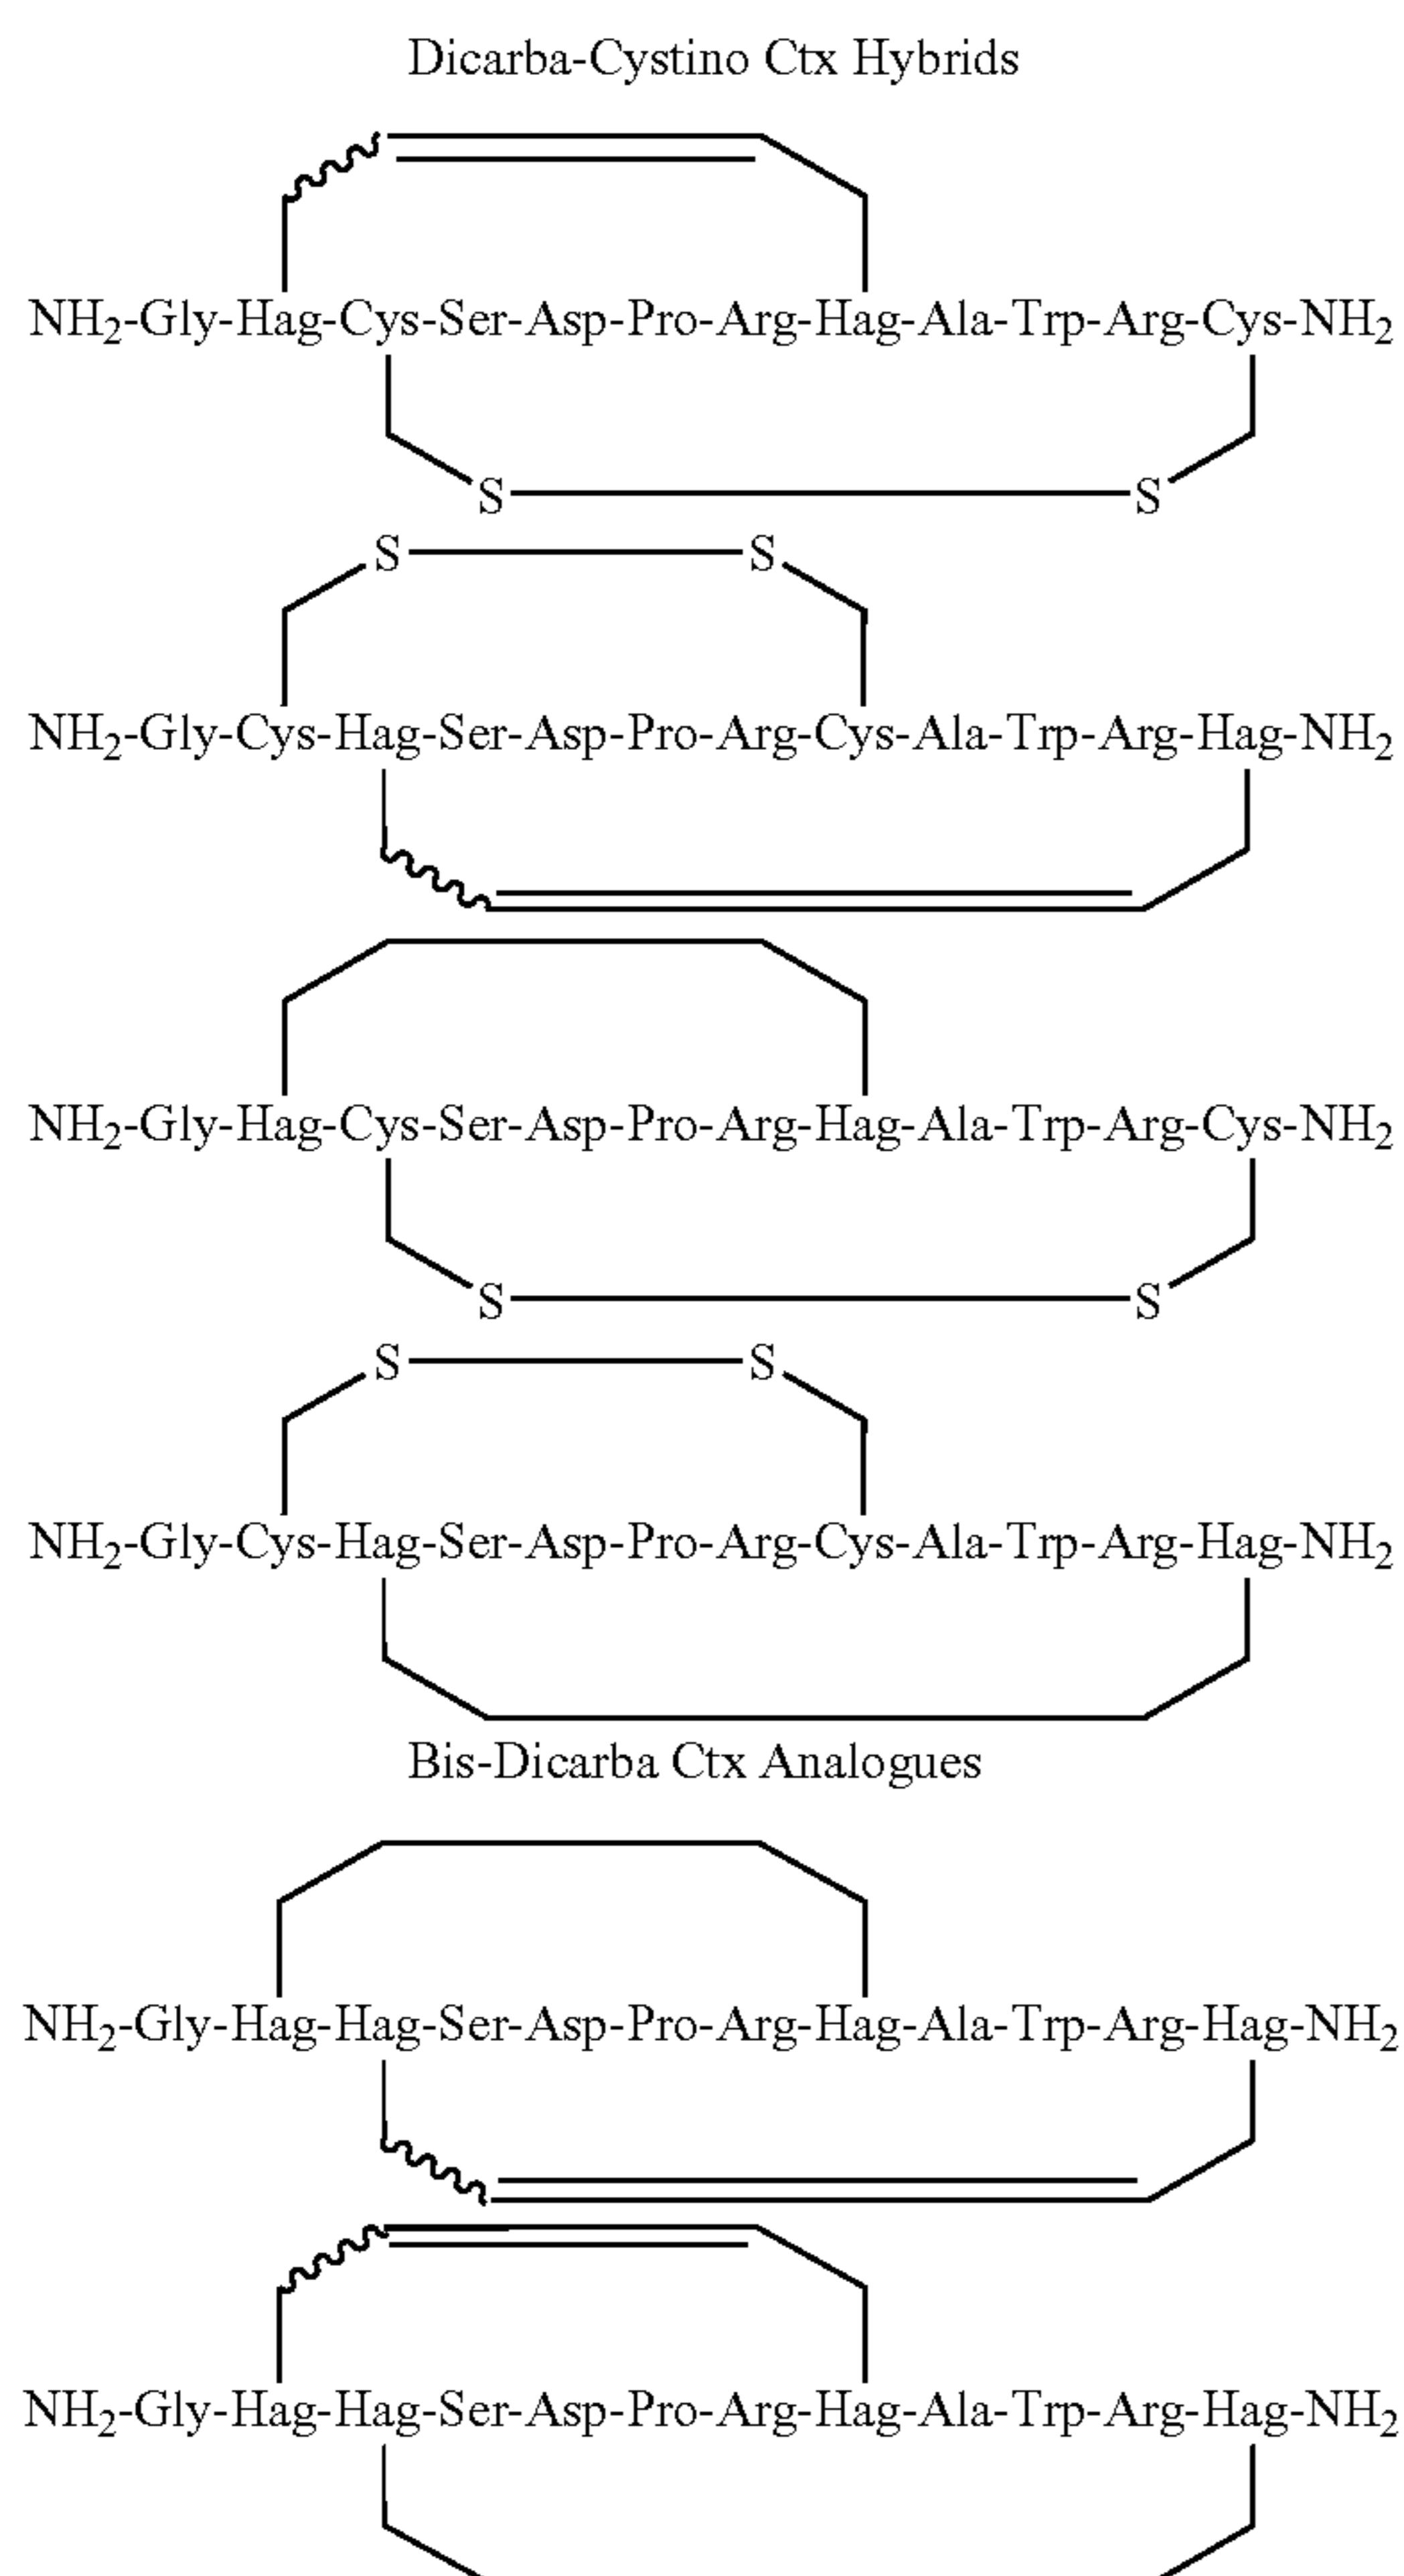 Dicarba-Cystino Ctx Hybrids
NH2-Gly-Hag-Cys-Ser-Asp-Pro-Arg-Hag-Ala-Trp-Arg-Cys-NH2
S S
S S
NH2-Gly-Cys-Hag-Ser-Asp-Pro-Arg-Cys-Ala-Trp-Arg-Hag-NH2
NH2-Gly-Hag-Cys-Ser-Asp-Pro-Arg-Hag-Ala-Trp-Arg-Cys-NH2
S S
S S
NH2-Gly-Cys-Hag-Ser-Asp-Pro-Arg-Cys-Ala-Trp-Arg-Hag-NH2
Bis-Dicarba Ctx Analogues
NH2-Gly-Hag-Hag-Ser-Asp-Pro-Arg-Hag-Ala-Trp-Arg-Hag-NH2
NH2-Gly-Hag-Hag-Ser-Asp-Pro-Arg-Hag-Ala-Trp-Arg-Hag-NH2